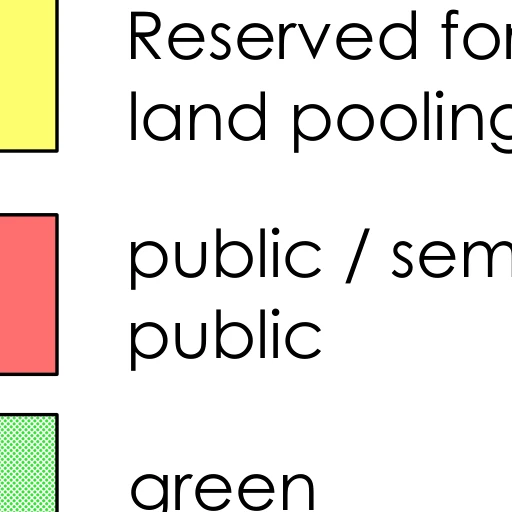 Reserved for
land pooling
public / sem
public
green